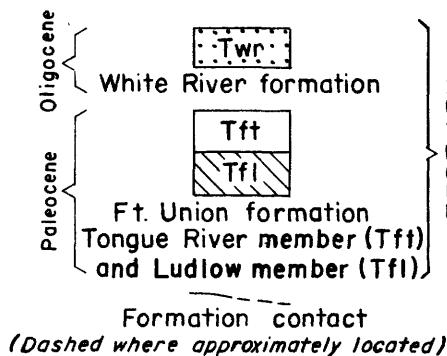 Oligocene
Twr
White River formation
Paleocene
Tft
Tfl
Ft. Union formation
Tongue River member (Tft)
and Ludlow member (Tfl)
Formation contact
(Dashed where approximately located)